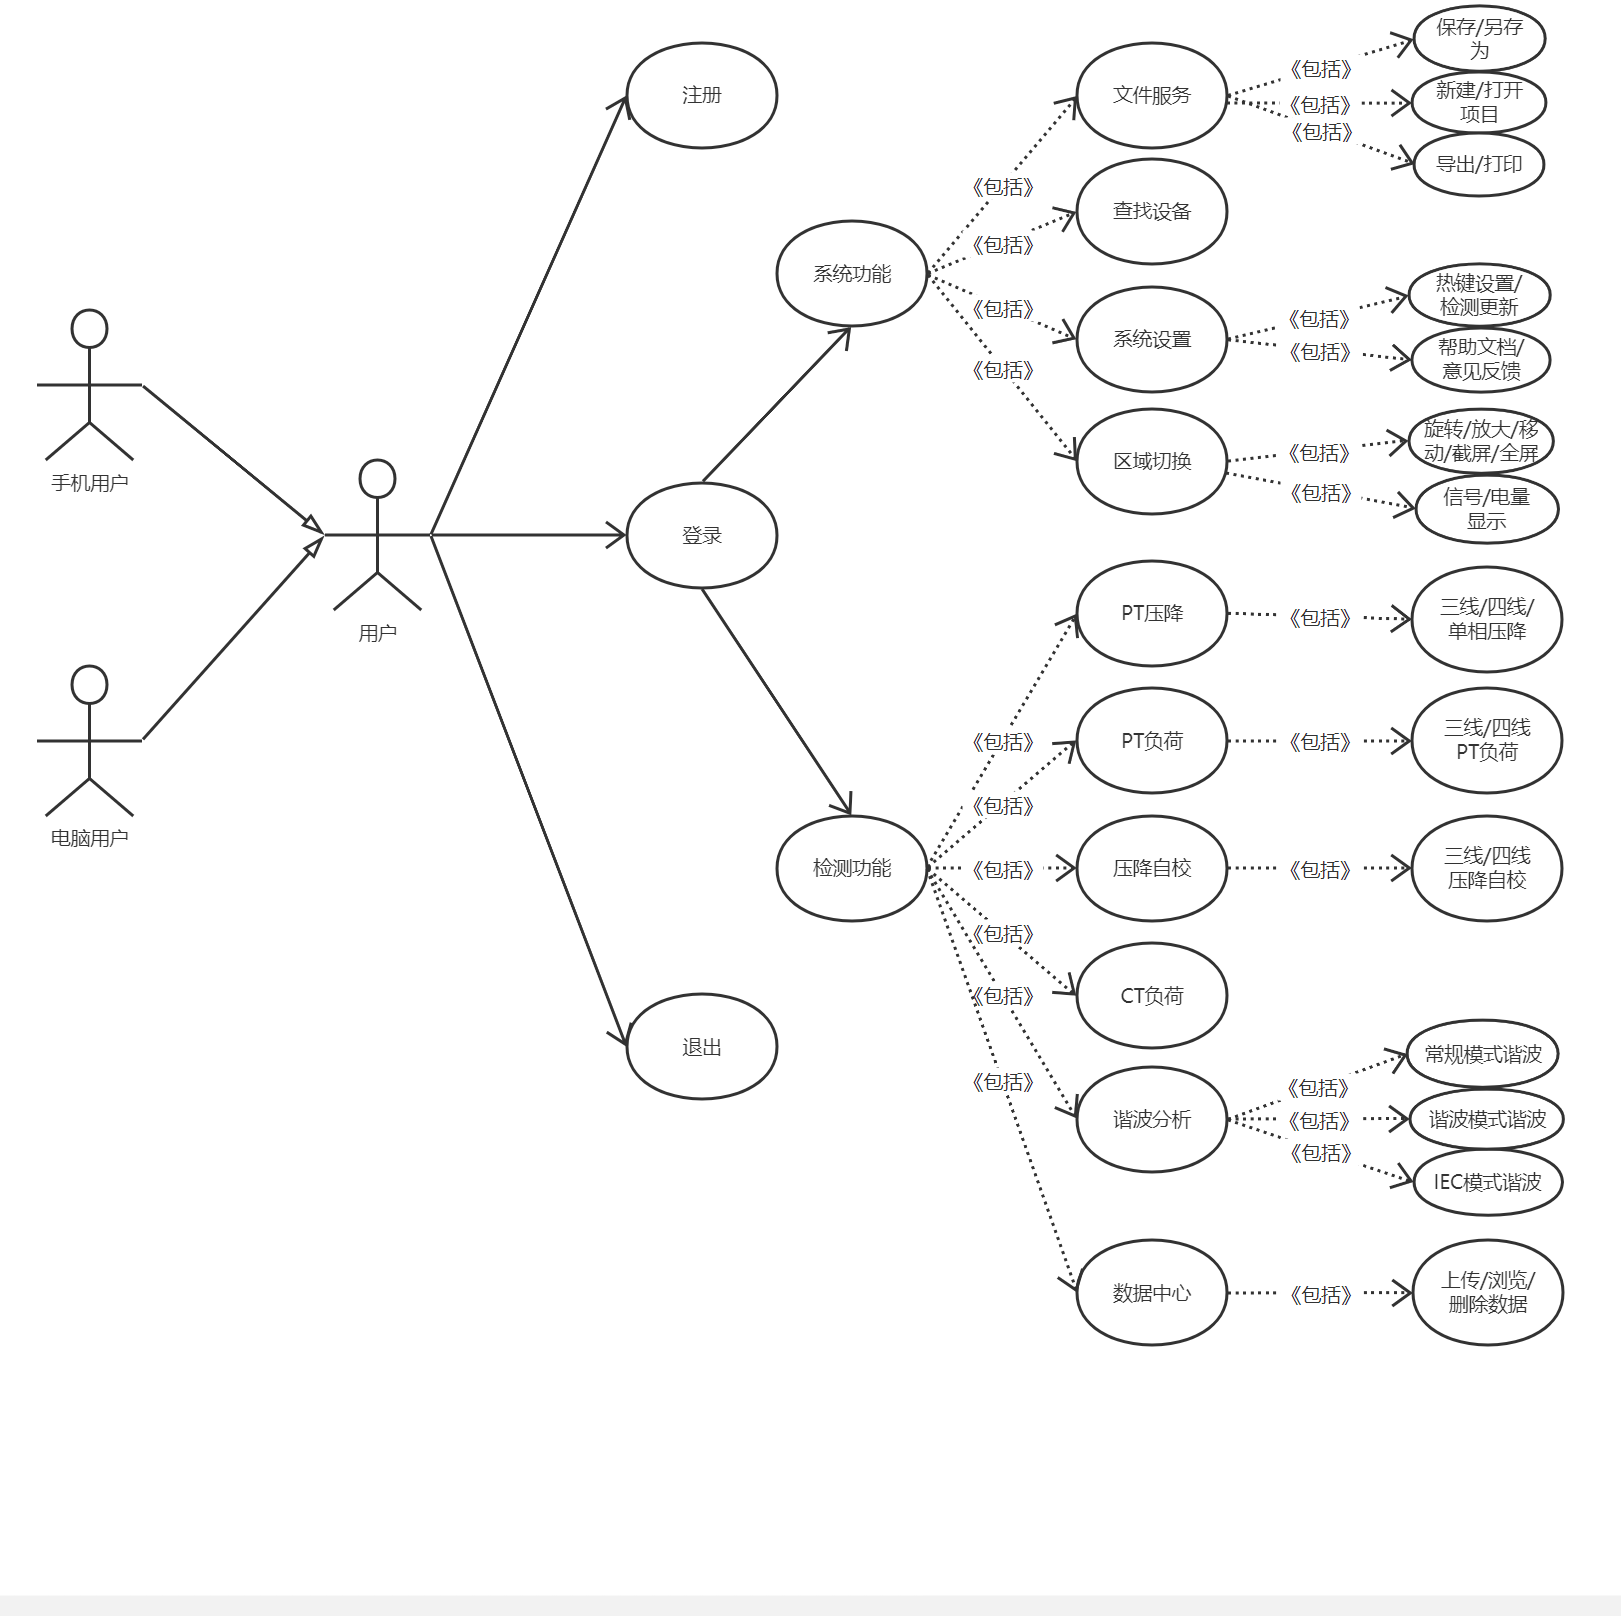 手机用户
电脑用户
用户
注册
登录
退出
系统功能
检测功能
《包括》
《包括》
《包括》
《包括》
《包括》
《包括》
《包括》
《包括》
《包括》
《包括》
文件服务
查找设备
系统设置
区域切换
PT压降
PT负荷
压降自校
CT负荷
谐波分析
数据中心
《包括》
《包括》
《包括》
《包括》
《包括》
《包括》
《包括》
《包括》
《包括》
《包括》
《包括》
《包括》
《包括》
《包括》
保存/另存
为
新建/打开
项目
导出/打印
热键设置/
检测更新
帮助文档/
意见反馈
旋转/放大/移
动/截屏/全屏
信号/电量
显示
三线/四线/
单相压降
三线/四线
PT负荷
三线/四线
压降自校
常规模式谐波
谐波模式谐波
IEC模式谐波
上传/浏览/
删除数据